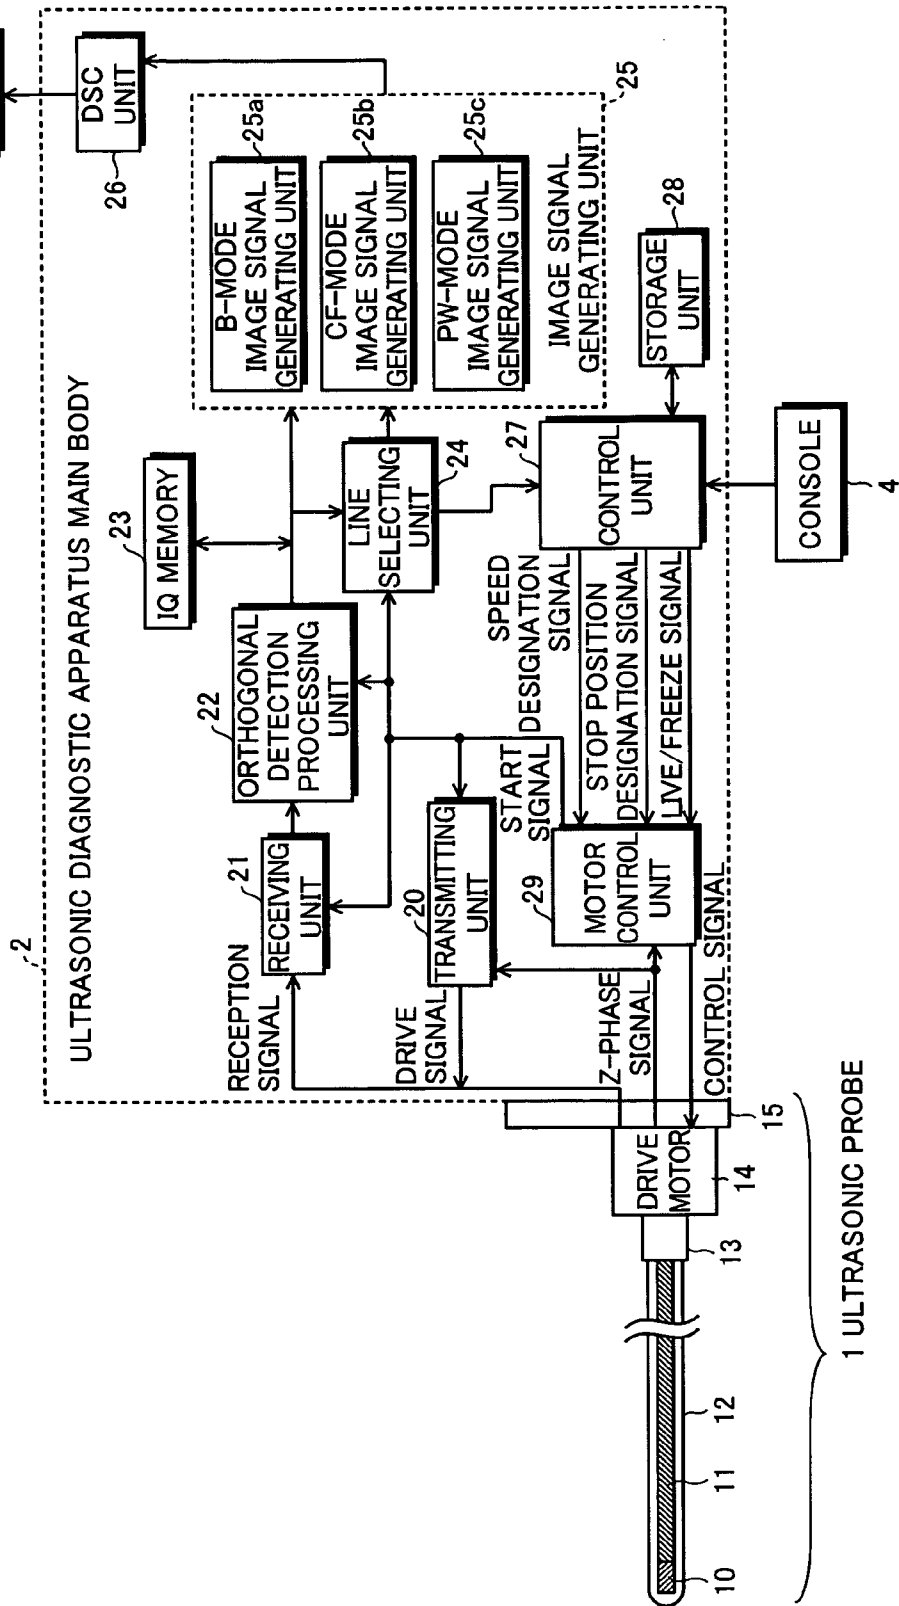 2
ULTRASONIC DIAGNOSTIC APPARATUS MAIN BODY
23
IQ MEMORY
DSC
UNIT
26
RECEPTION
SIGNAL
21
RECEIVING
UNIT
22
ORTHOGONAL
DETECTION
PROCESSING
UNIT
LINE
SELECTING
UNIT
24
B-MODE
IMAGE SIGNAL
GENERATING UNIT
25a
CF-MODE
IMAGE SIGNAL
GENERATING UNIT
25b
PW-MODE
IMAGE SIGNAL
GENERATING UNIT
25c
IMAGE SIGNAL
GENERATING UNIT
25
DRIVE
SIGNAL
20
TRANSMITTING
UNIT
START
SIGNAL
SPEED
DESIGNATION
SIGNAL
STOP POSITION
DESIGNATION SIGNAL
LIVE/FREEZE SIGNAL
27
CONTROL
UNIT
STORAGE
UNIT
28
Z-PHASE
SIGNAL
29
MOTOR
CONTROL
UNIT
CONTROL SIGNAL
CONSOLE
4
DRIVE
MOTOR
10
11
12
13
14
15
1 ULTRASONIC PROBE